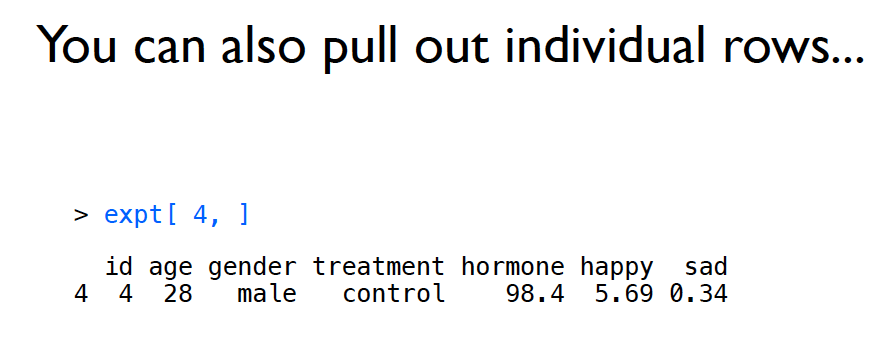 You can also pull out individual rows...
> expt[ 4, ]
id age gender treatment hormone happy sad
4 4 28 male control 98.4 5.69 0.34